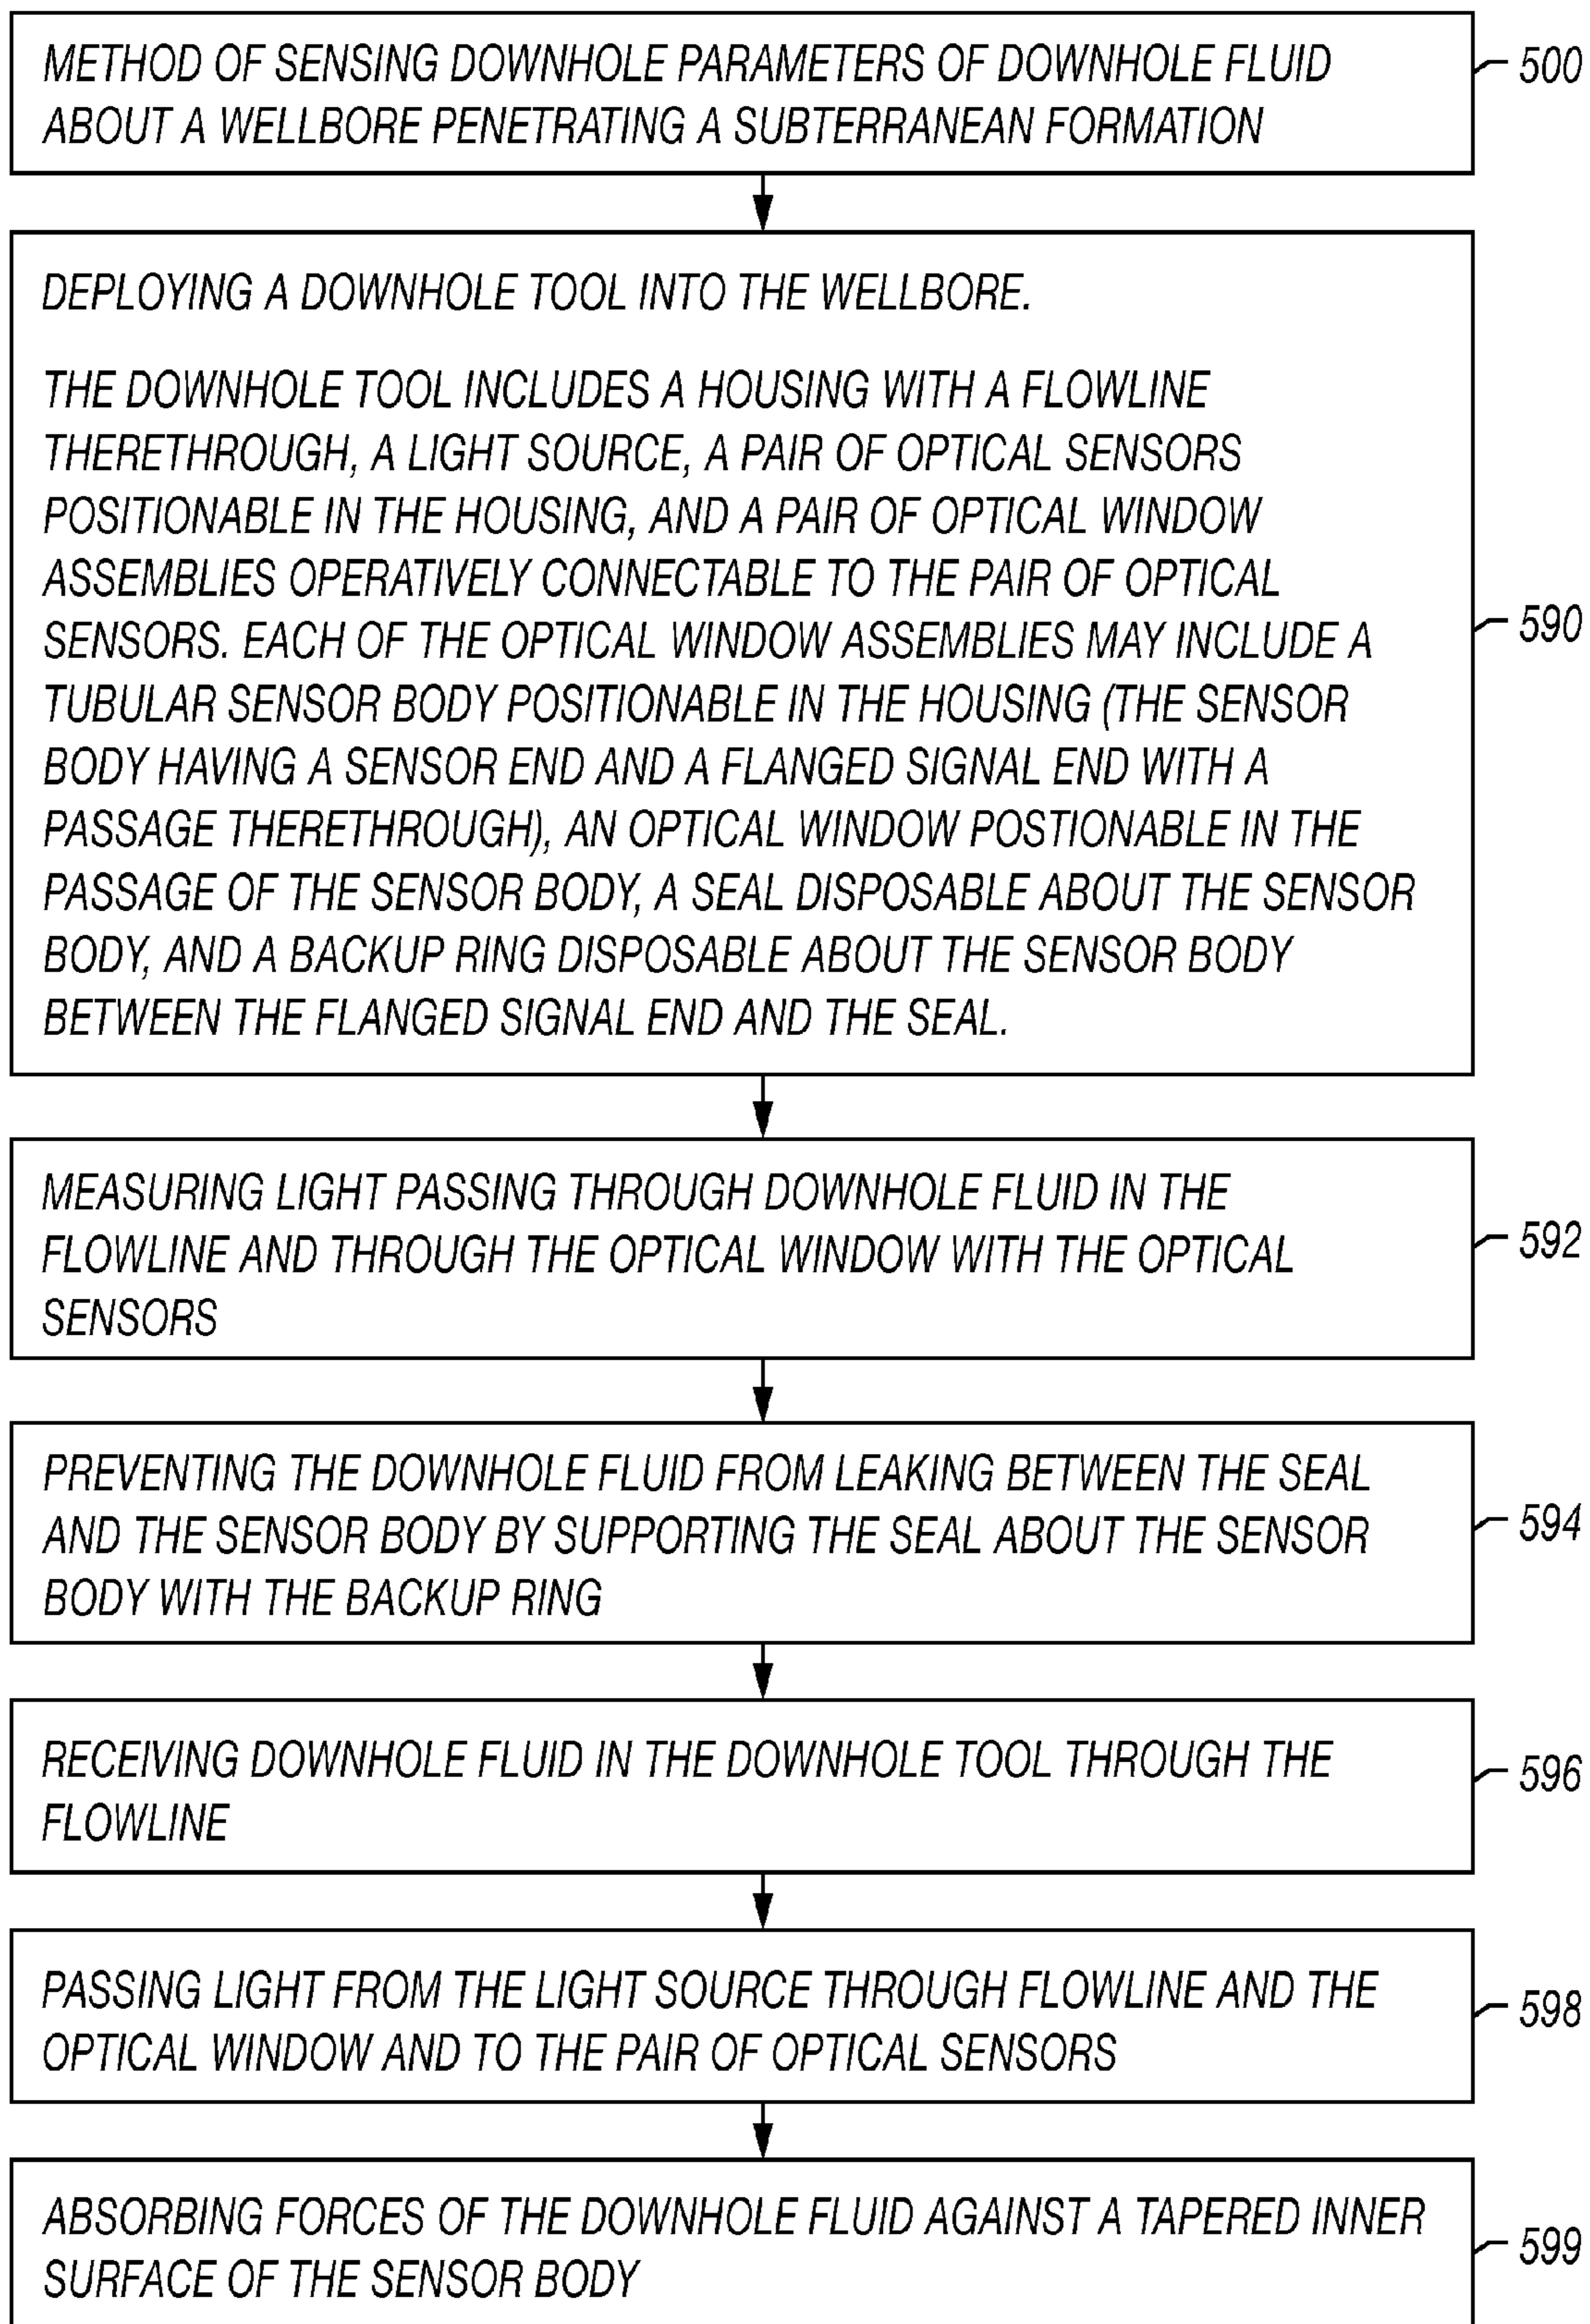 METHOD OF SENSING DOWNHOLE PARAMETERS OF DOWNHOLE FLUID
ABOUT A WELLBORE PENETRATING A SUBTERRANEAN FORMATION
500
DEPLOYING A DOWNHOLE TOOL INTO THE WELLBORE.
THE DOWNHOLE TOOL INCLUDES A HOUSING WITH A FLOWLINE
THERETHROUGH, A LIGHT SOURCE, A PAIR OF OPTICAL SENSORS
POSITIONABLE IN THE HOUSING, AND A PAIR OF OPTICAL WINDOW
ASSEMBLIES OPERATIVELY CONNECTABLE TO THE PAIR OF OPTICAL
SENSORS. EACH OF THE OPTICAL WINDOW ASSEMBLIES MAY INCLUDE A
TUBULAR SENSOR BODY POSITIONABLE IN THE HOUSING (THE SENSOR
BODY HAVING A SENSOR END AND A FLANGED SIGNAL END WITH A
PASSAGE THERETHROUGH), AN OPTICAL WINDOW POSTIONABLE IN THE
PASSAGE OF THE SENSOR BODY, A SEAL DISPOSABLE ABOUT THE SENSOR
BODY, AND A BACKUP RING DISPOSABLE ABOUT THE SENSOR BODY
BETWEEN THE FLANGED SIGNAL END AND THE SEAL.
590
MEASURING LIGHT PASSING THROUGH DOWNHOLE FLUID IN THE
FLOWLINE AND THROUGH THE OPTICAL WINDOW WITH THE OPTICAL
SENSORS
592
PREVENTING THE DOWNHOLE FLUID FROM LEAKING BETWEEN THE SEAL
AND THE SENSOR BODY BY SUPPORTING THE SEAL ABOUT THE SENSOR
BODY WITH THE BACKUP RING
594
RECEIVING DOWNHOLE FLUID IN THE DOWNHOLE TOOL THROUGH THE
FLOWLINE
596
PASSING LIGHT FROM THE LIGHT SOURCE THROUGH FLOWLINE AND THE
OPTICAL WINDOW AND TO THE PAIR OF OPTICAL SENSORS
598
ABSORBING FORCES OF THE DOWNHOLE FLUID AGAINST A TAPERED INNER
SURFACE OF THE SENSOR BODY
599